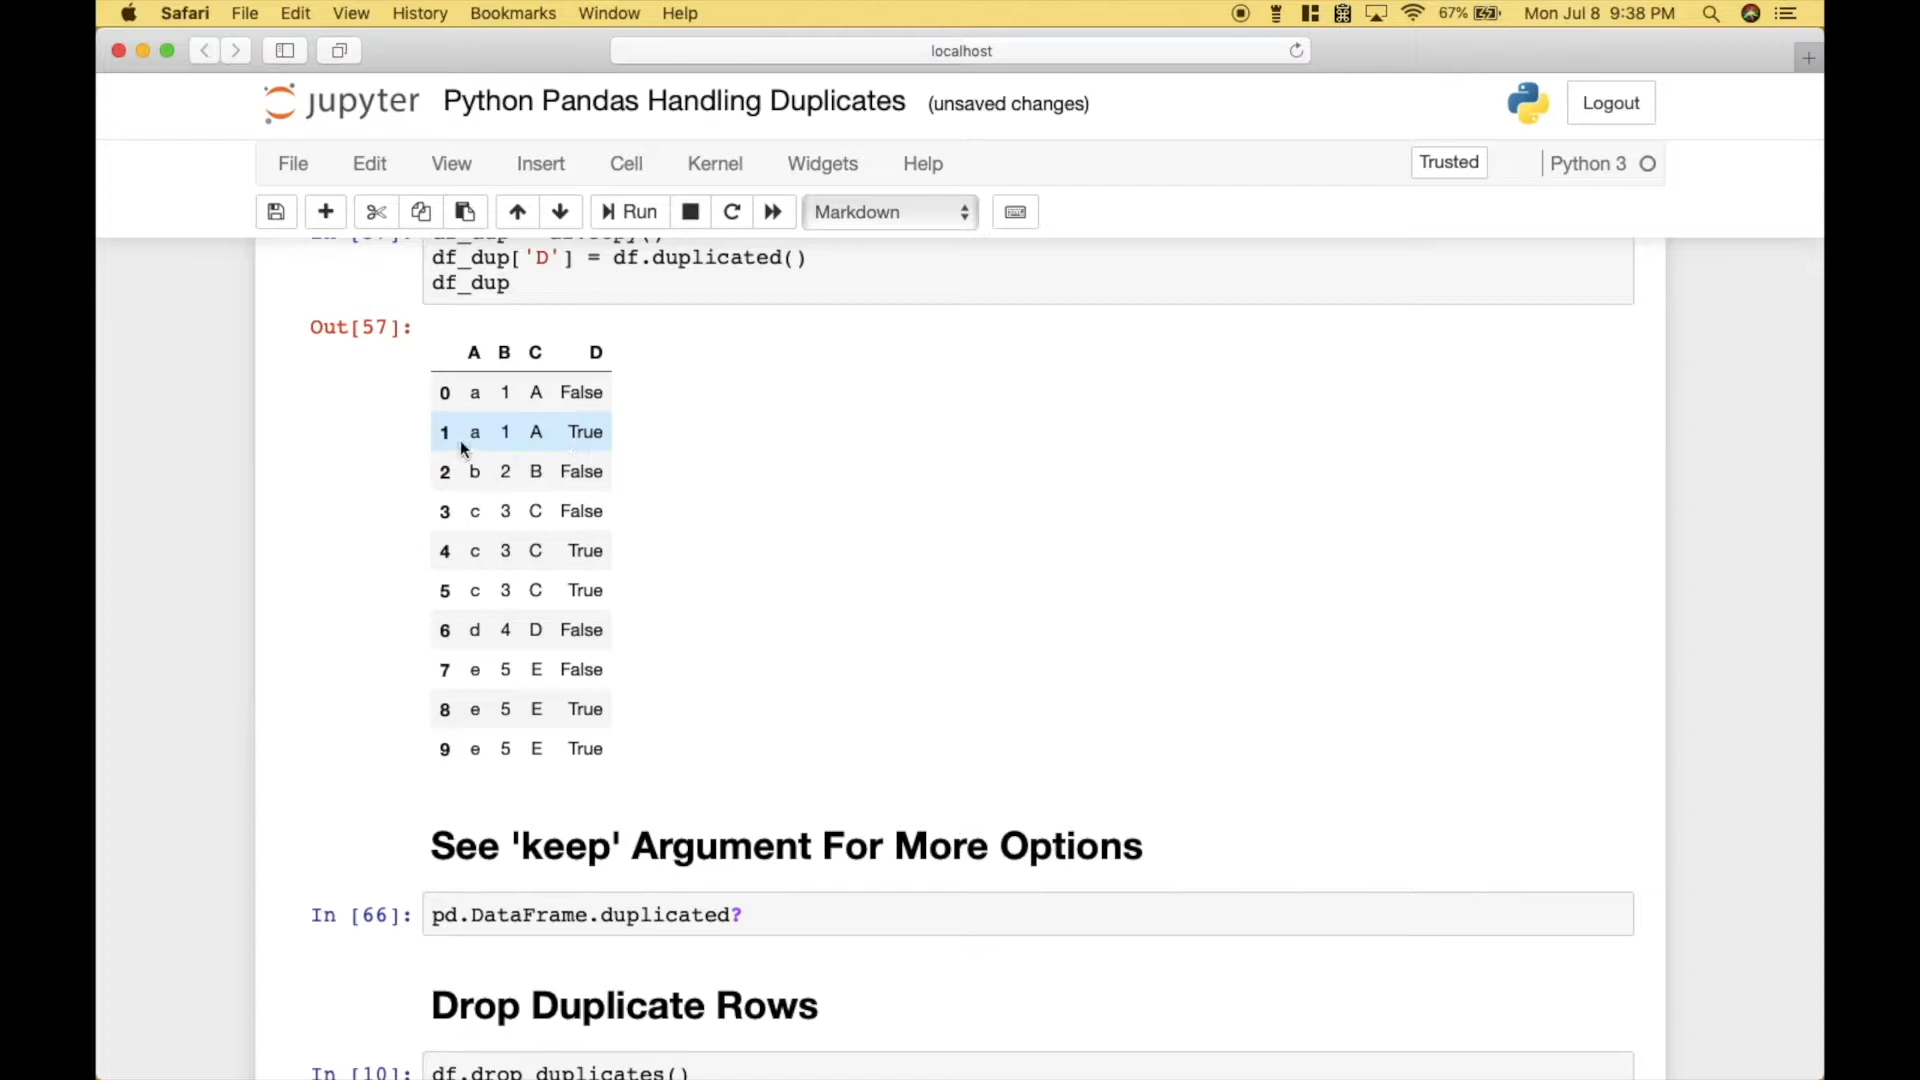 Safari File Edit View History Bookmarks Window Help 67% Mon Jul 8 9:38 PM
localhost
jupyter Python Pandas Handling Duplicates (unsaved changes) Logout
File Edit View Insert Cell Kernel Widgets Help Trusted Python 3
Run Markdown
df_dup['D'] = df.duplicated()
df_dup
Out[57]:
A B C D
0 a 1 A False
1 a 1 A True
2 b 2 B False
3 c 3 C False
4 c 3 C True
5 c 3 C True
6 d 4 D False
7 e 5 E False
8 e 5 E True
9 e 5 E True
See 'keep' Argument For More Options
In [66]: pd.DataFrame.duplicated?
Drop Duplicate Rows
In [10]: df.drop_duplicates()